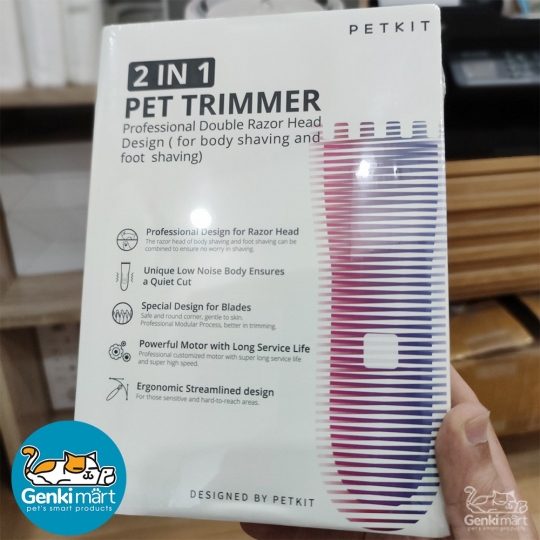 PETKIT
2 IN 1
PET TRIMMER
Professional Double Razor Head
Design ( for body shaving and
foot shaving)
Professional Design for Razor Head
The razor head of body shaving and foot shaving can be
combined to ensure no worry in shaving.
Unique Low Noise Body Ensures
a Quiet Cut
Special Design for Blades
Safe and round corner, gentle to skin.
Professional Modular Process, better in trimming.
Powerful Motor with Long Service Life
Professional customized motor with super long service life
and super high speed.
Ergonomic Streamlined design
For those sensitive and hard-to-reach areas.
DESIGNED BY PETKIT
Genkimart
pet's smart products
Genkimart
pet's smart products